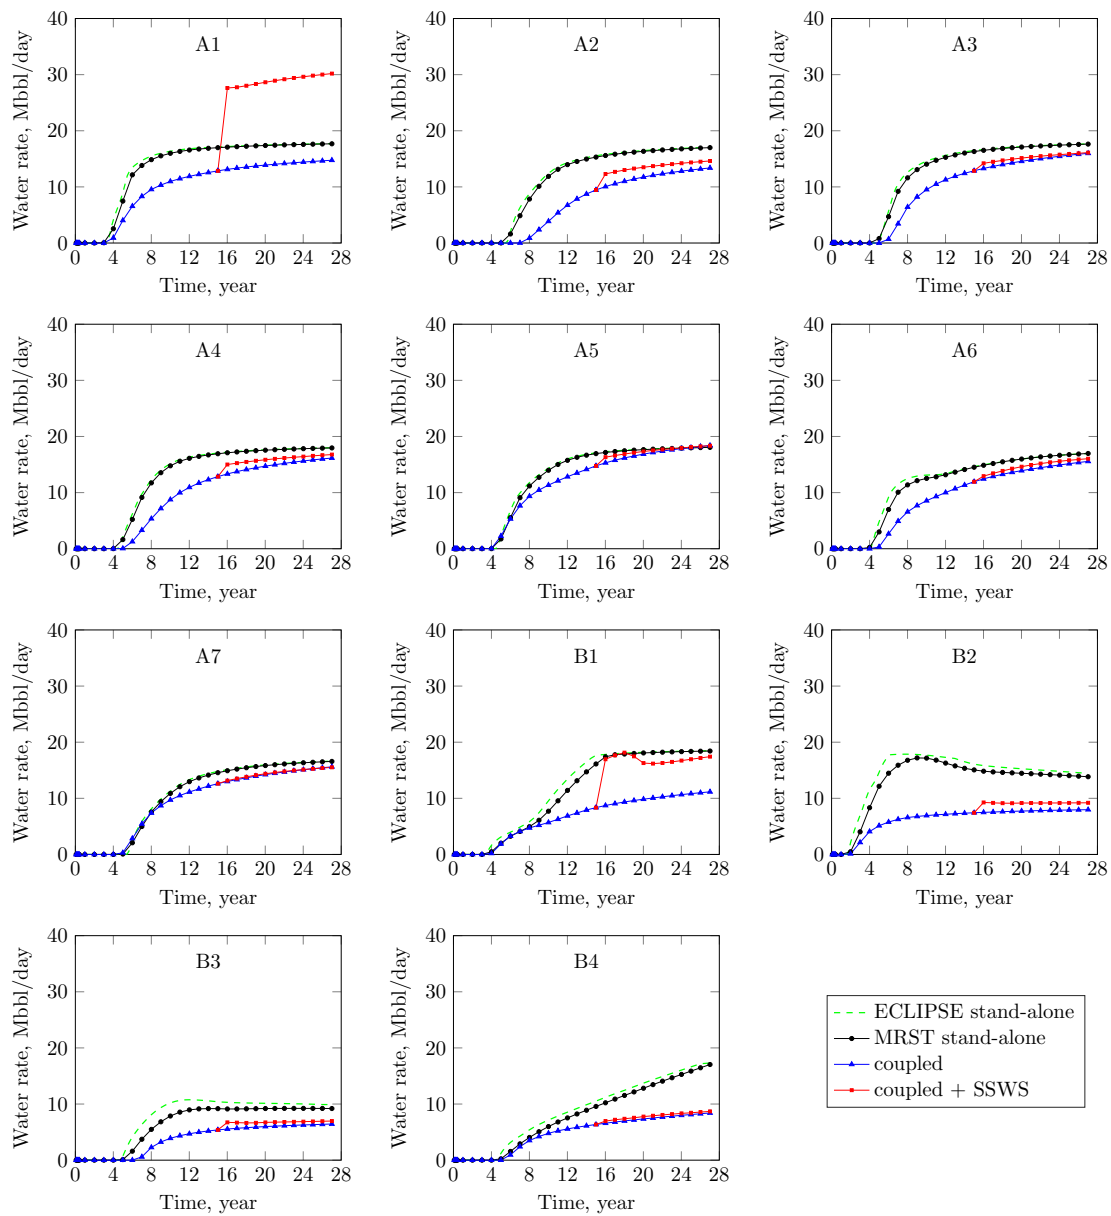 A1
Water rate, Mbbl/day
40
30
20
10
0
0 4 8 12 16 20 24 28
Time, year
A2
Water rate, Mbbl/day
40
30
20
10
0
0 4 8 12 16 20 24 28
Time, year
A3
Water rate, Mbbl/day
40
30
20
10
0
0 4 8 12 16 20 24 28
Time, year
A4
Water rate, Mbbl/day
40
30
20
10
0
0 4 8 12 16 20 24 28
Time, year
A5
Water rate, Mbbl/day
40
30
20
10
0
0 4 8 12 16 20 24 28
Time, year
A6
Water rate, Mbbl/day
40
30
20
10
0
0 4 8 12 16 20 24 28
Time, year
A7
Water rate, Mbbl/day
40
30
20
10
0
0 4 8 12 16 20 24 28
Time, year
B1
Water rate, Mbbl/day
40
30
20
10
0
0 4 8 12 16 20 24 28
Time, year
B2
Water rate, Mbbl/day
40
30
20
10
0
0 4 8 12 16 20 24 28
Time, year
B3
Water rate, Mbbl/day
40
30
20
10
0
0 4 8 12 16 20 24 28
Time, year
B4
Water rate, Mbbl/day
40
30
20
10
0
0 4 8 12 16 20 24 28
Time, year
ECLIPSE stand-alone
MRST stand-alone
coupled
coupled + SSWS